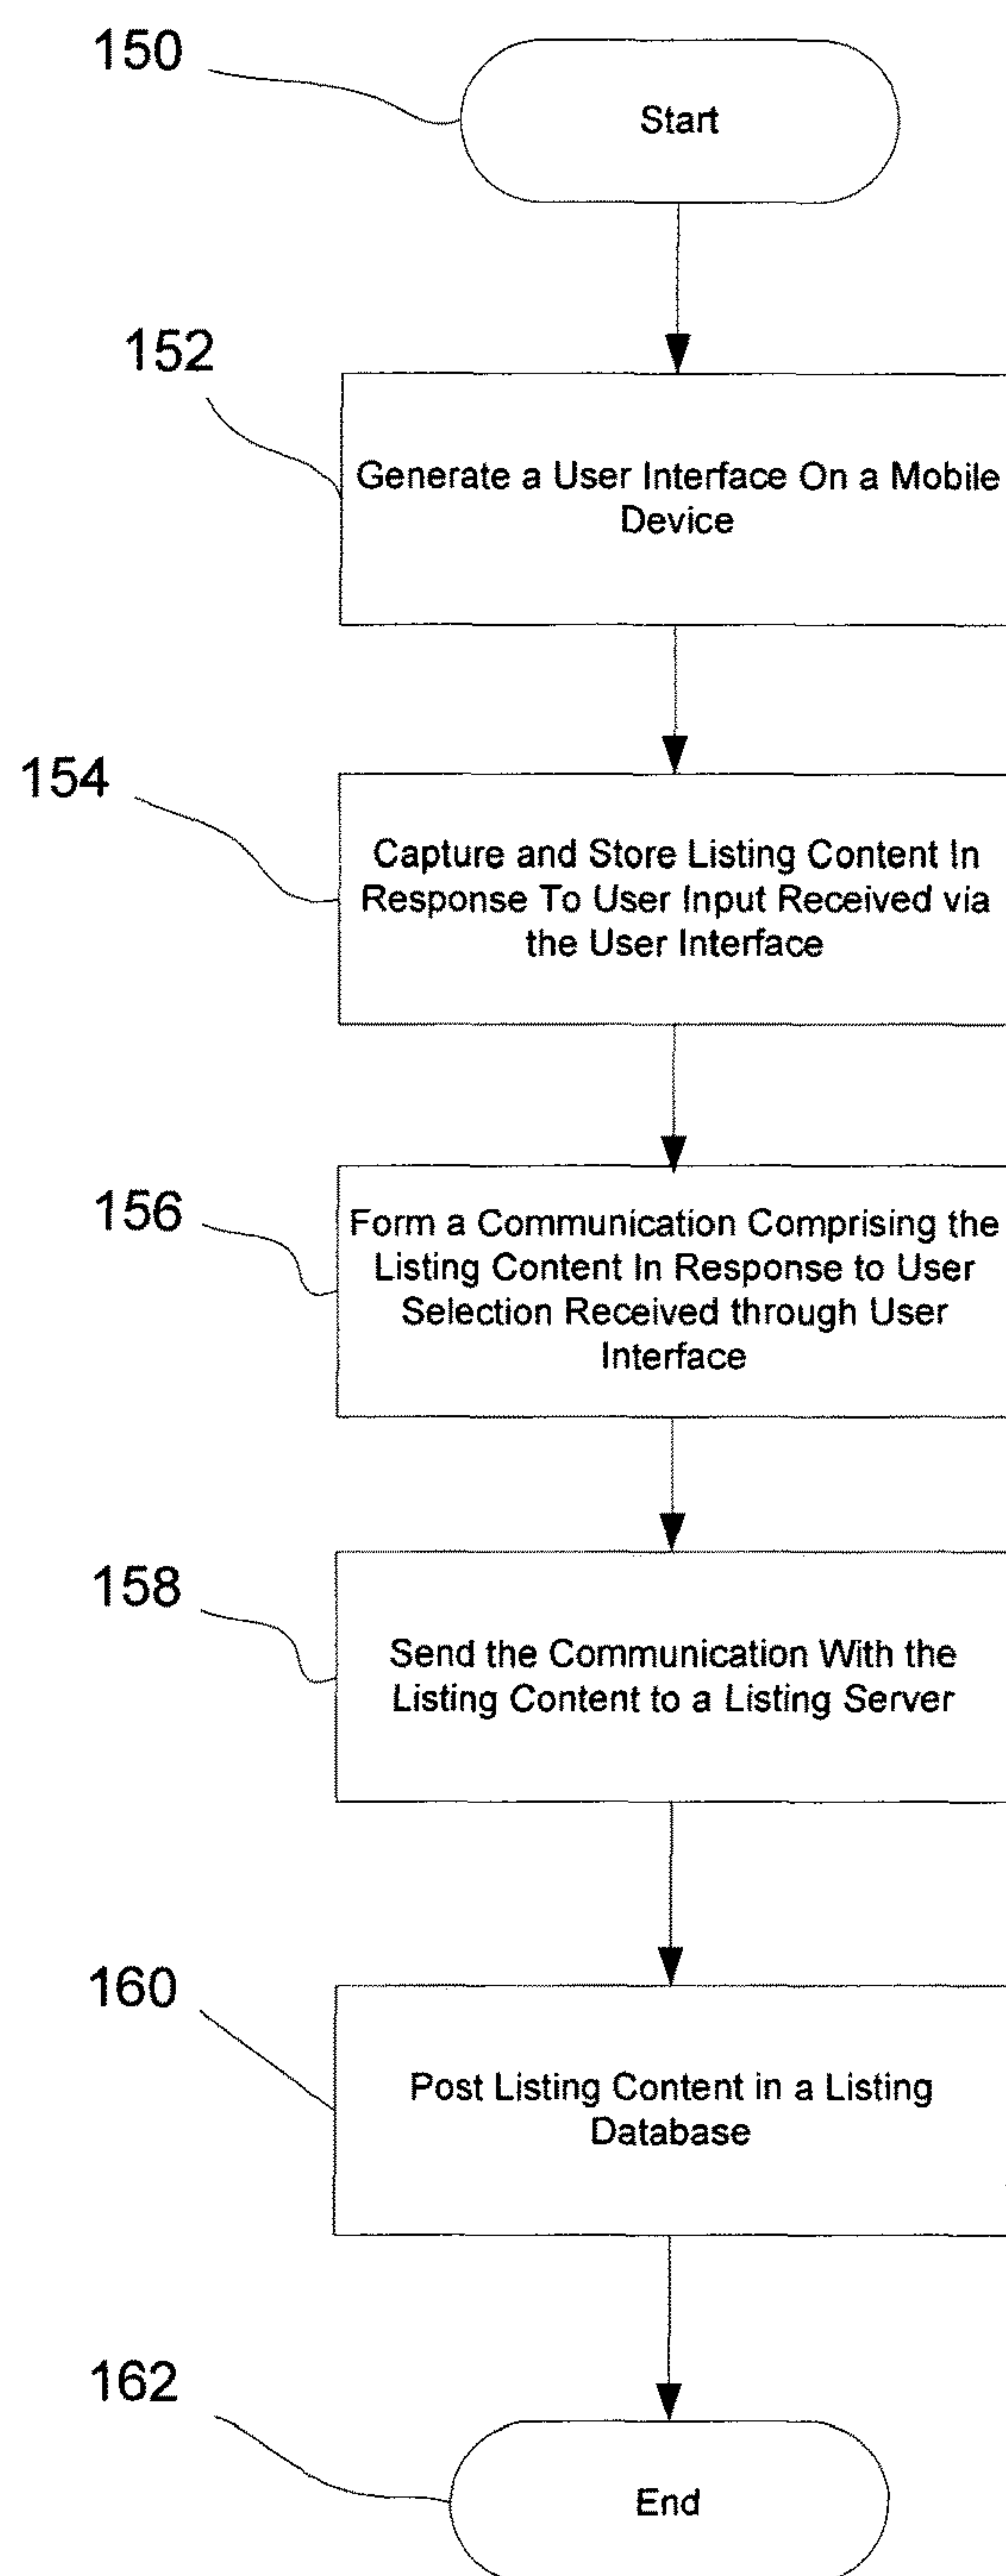 150
Start
152
Generate a User Interface On a Mobile
Device
154
Capture and Store Listing Content In
Response To User Input Received via
the User Interface
156
Form a Communication Comprising the
Listing Content In Response to User
Selection Received through User
Interface
158
Send the Communication With the
Listing Content to a Listing Server
160
Post Listing Content in a Listing
Database
162
End